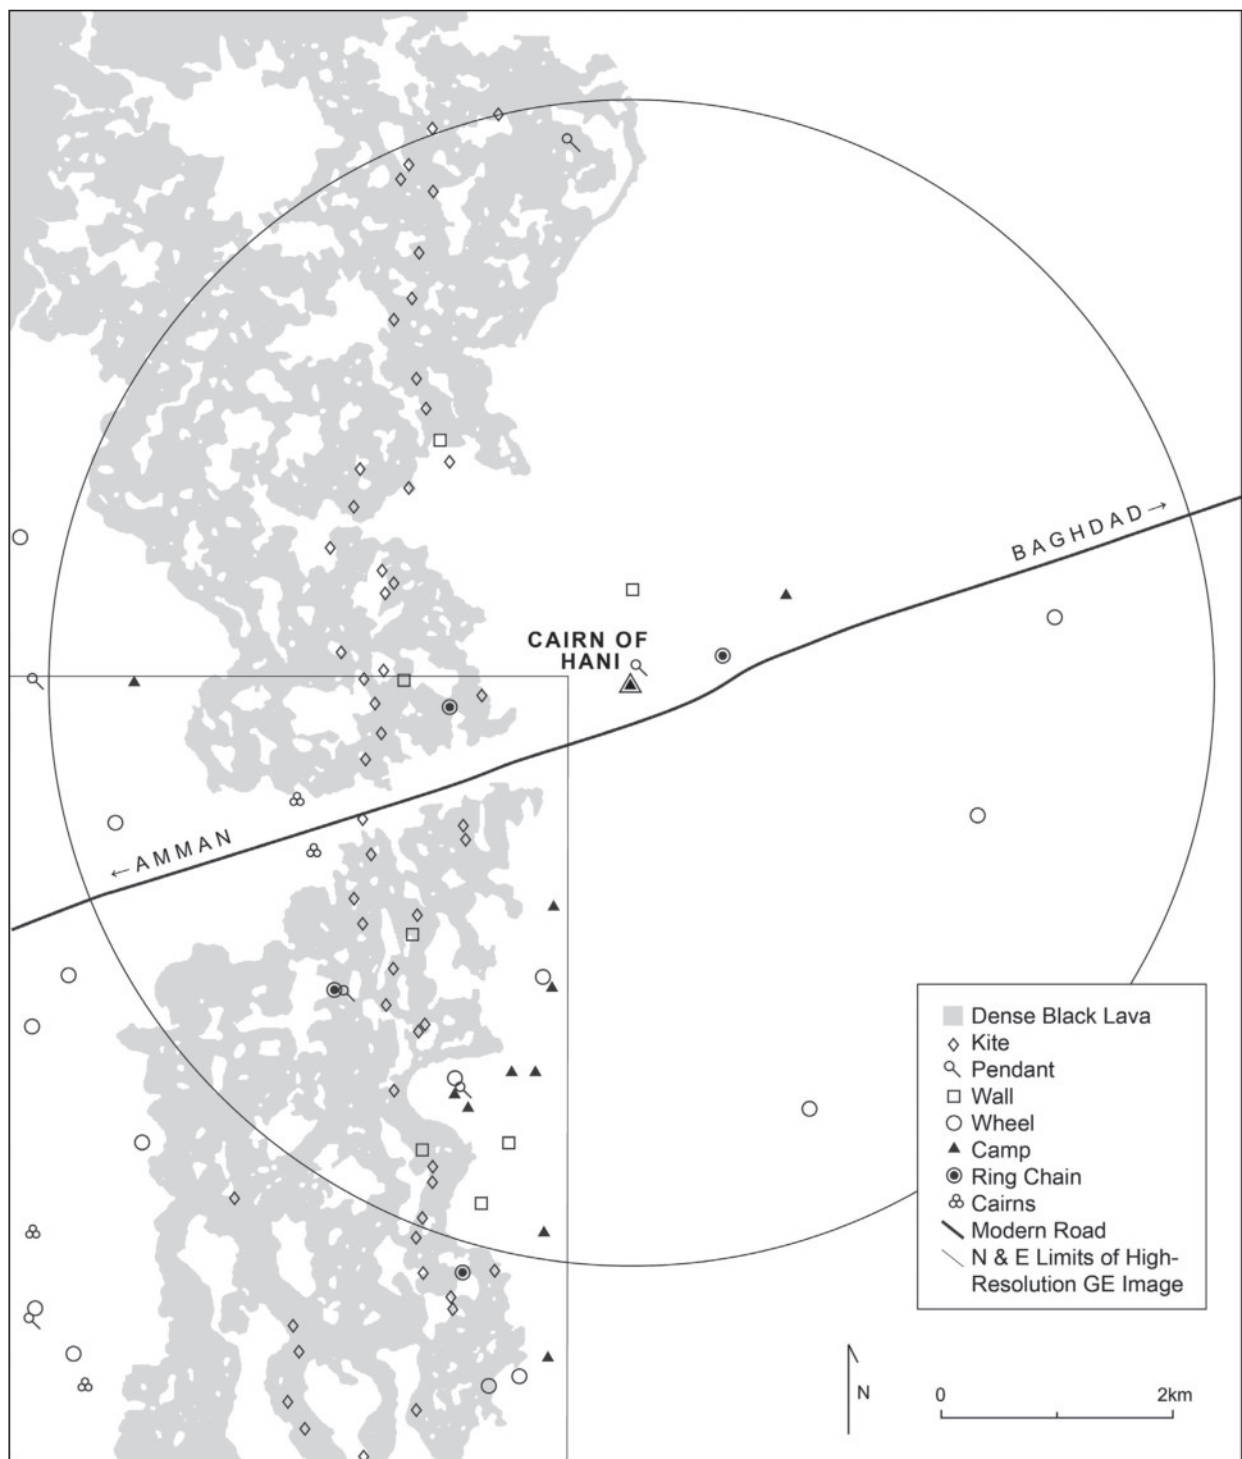 BAGHDAD→
CAIRN OF
HANI
←AMMAN
Dense Black Lava
Kite
Pendant
Wall
Wheel
Camp
Ring Chain
Cairns
Modern Road
N & E Limits of High-
Resolution GE Image
N
0 2km